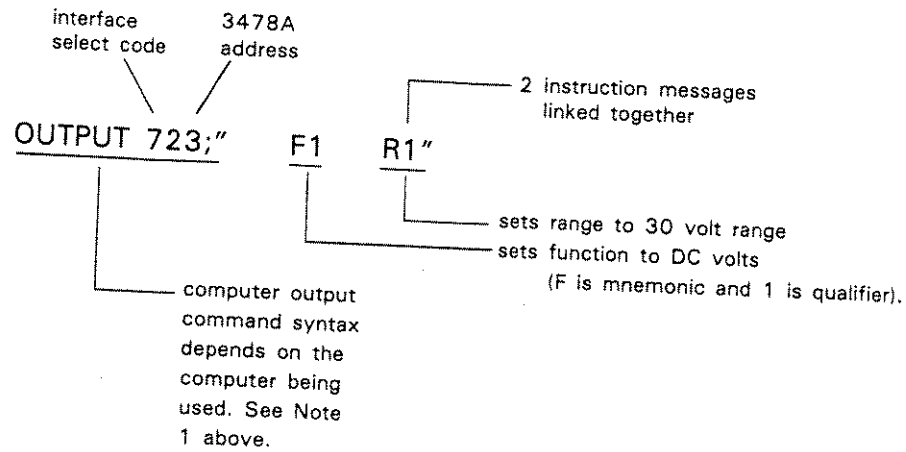 interface
select code
3478A
address
2 instruction messages
linked together
OUTPUT 723;" F1 R1"
sets range to 30 volt range
sets function to DC volts
(F is mnemonic and 1 is qualifier).
computer output
command syntax
depends on the
computer being
used. See Note
1 above.